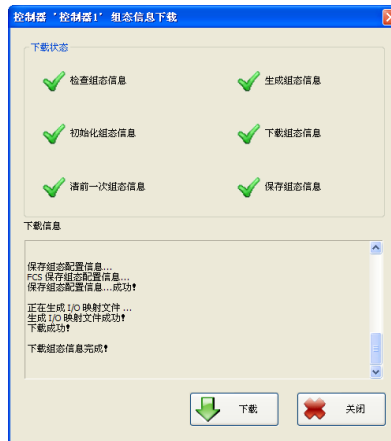 控制器 '控制器1' 组态信息下载
下载状态
检查组态信息
生成组态信息
初始化组态信息
下载组态信息
清前一次组态信息
保存组态信息
下载信息
保存组态配置信息...
FCS 保存组态配置信息...
保存组态配置信息...成功!
正在生成 I/O 映射文件 ...
生成 I/O 映射文件成功!
下载成功!
下载组态信息完成!
下载
关闭